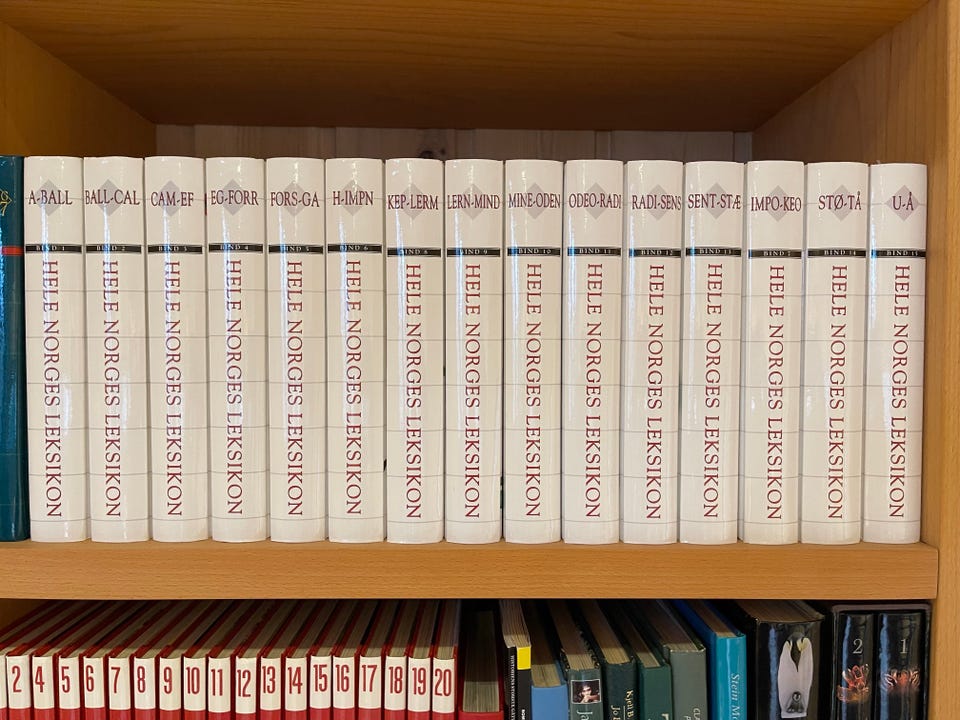 A-BALL
BIND 1
HELE NORGES LEKSIKON
BALL-CAL
BIND 2
HELE NORGES LEKSIKON
CAM-EF
BIND 3
HELE NORGES LEKSIKON
EG-FORR
BIND 4
HELE NORGES LEKSIKON
FORS-GA
BIND 5
HELE NORGES LEKSIKON
H-IMPN
BIND 6
HELE NORGES LEKSIKON
KEP-LERM
BIND 8
HELE NORGES LEKSIKON
LERN-MIND
BIND 9
HELE NORGES LEKSIKON
MINE-ODEN
BIND 10
HELE NORGES LEKSIKON
ODEO-RADI
BIND 11
HELE NORGES LEKSIKON
RADI-SENS
BIND 12
HELE NORGES LEKSIKON
SENT-STÆ
BIND 13
HELE NORGES LEKSIKON
IMPO-KEO
BIND 7
HELE NORGES LEKSIKON
STØ-TÅ
BIND 14
HELE NORGES LEKSIKON
U-Å
BIND 15
HELE NORGES LEKSIKON
2
4
5
6
7
8
9
10
11
12
13
14
15
16
17
18
19
20
Stein
2
1